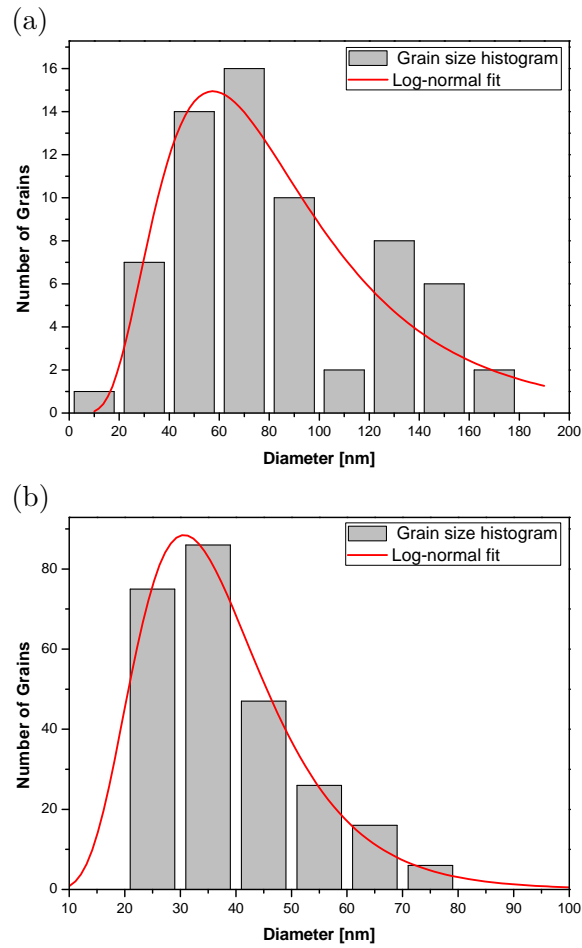 (a)
Grain size histogram
Log-normal fit
Number of Grains
16
14
12
10
8
6
4
2
0
0 20 40 60 80 100 120 140 160 180 200
Diameter [nm]
(b)
Grain size histogram
Log-normal fit
Number of Grains
80
60
40
20
0
10 20 30 40 50 60 70 80 90 100
Diameter [nm]